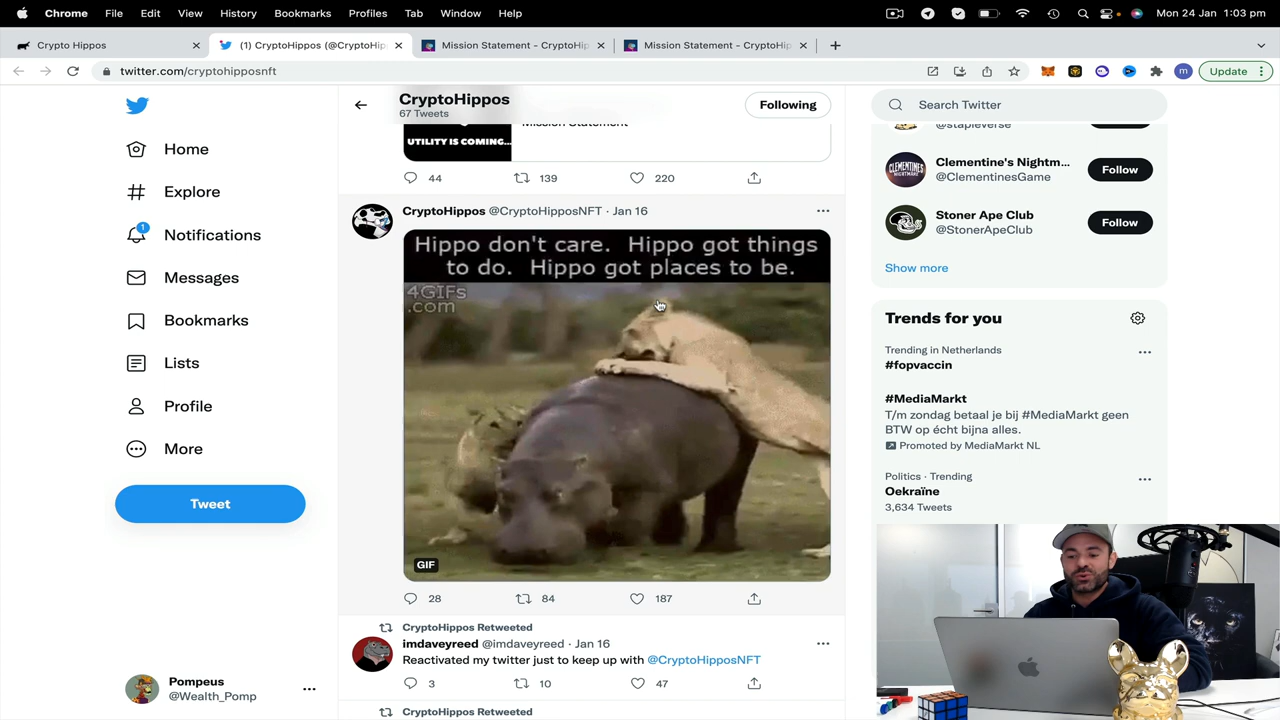 Chrome File Edit View History Bookmarks Profiles Tab Window Help
Mon 24 Jan 1:03 pm
Crypto Hippos
(1) CryptoHippos (@CryptoHip
Mission Statement - CryptoHip
Mission Statement - CryptoHip
twitter.com/cryptohipposnft
m
Update
Home
Explore
1
Notifications
Messages
Bookmarks
Lists
Profile
More
Tweet
Pompeus
@Wealth_Pomp
CryptoHippos
67 Tweets
Following
UTILITY IS COMING...
Mission Statement
44 139 220
CryptoHippos @CryptoHipposNFT · Jan 16
Hippo don't care. Hippo got things
to do. Hippo got places to be.
4GIFs
.com
GIF
28 84 187
CryptoHippos Retweeted
imdaveyreed @imdaveyreed · Jan 16
Reactivated my twitter just to keep up with @CryptoHipposNFT
3 10 47
CryptoHippos Retweeted
Search Twitter
@stapleverse
CLEMENTINE'S
NIGHTMARE
Clementine's Nightm...
@ClementinesGame
Follow
Stoner Ape Club
@StonerApeClub
Follow
Show more
Trends for you
Trending in Netherlands
#fopvaccin
#MediaMarkt
T/m zondag betaal je bij #MediaMarkt geen
BTW op écht bijna alles.
Promoted by MediaMarkt NL
Politics · Trending
Oekraïne
3,634 Tweets